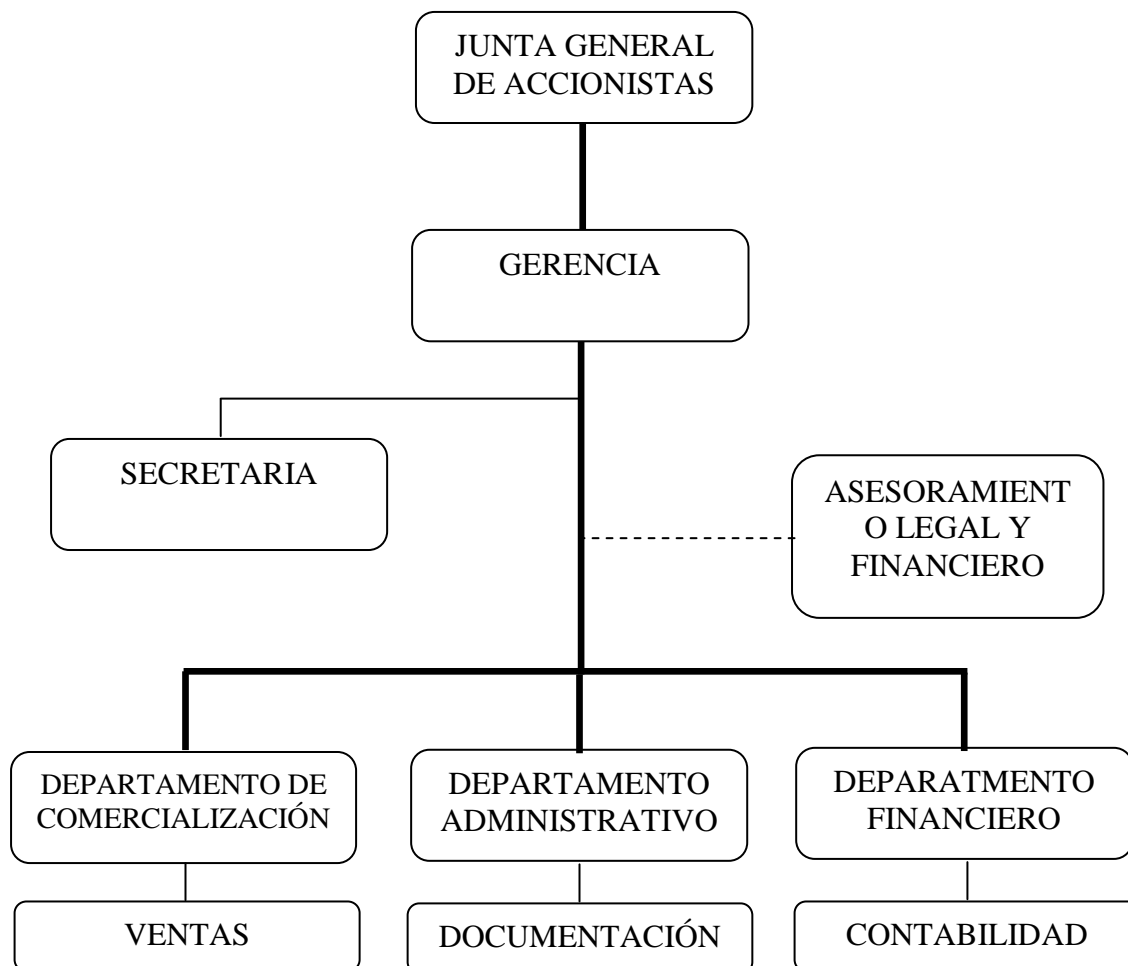 JUNTA GENERAL
DE ACCIONISTAS
GERENCIA
SECRETARIA
ASESORAMIENT
O LEGAL Y
FINANCIERO
DEPARTAMENTO DE
COMERCIALIZACIÓN
DEPARTAMENTO
ADMINISTRATIVO
DEPARATMENTO
FINANCIERO
VENTAS
DOCUMENTACIÓN
CONTABILIDAD